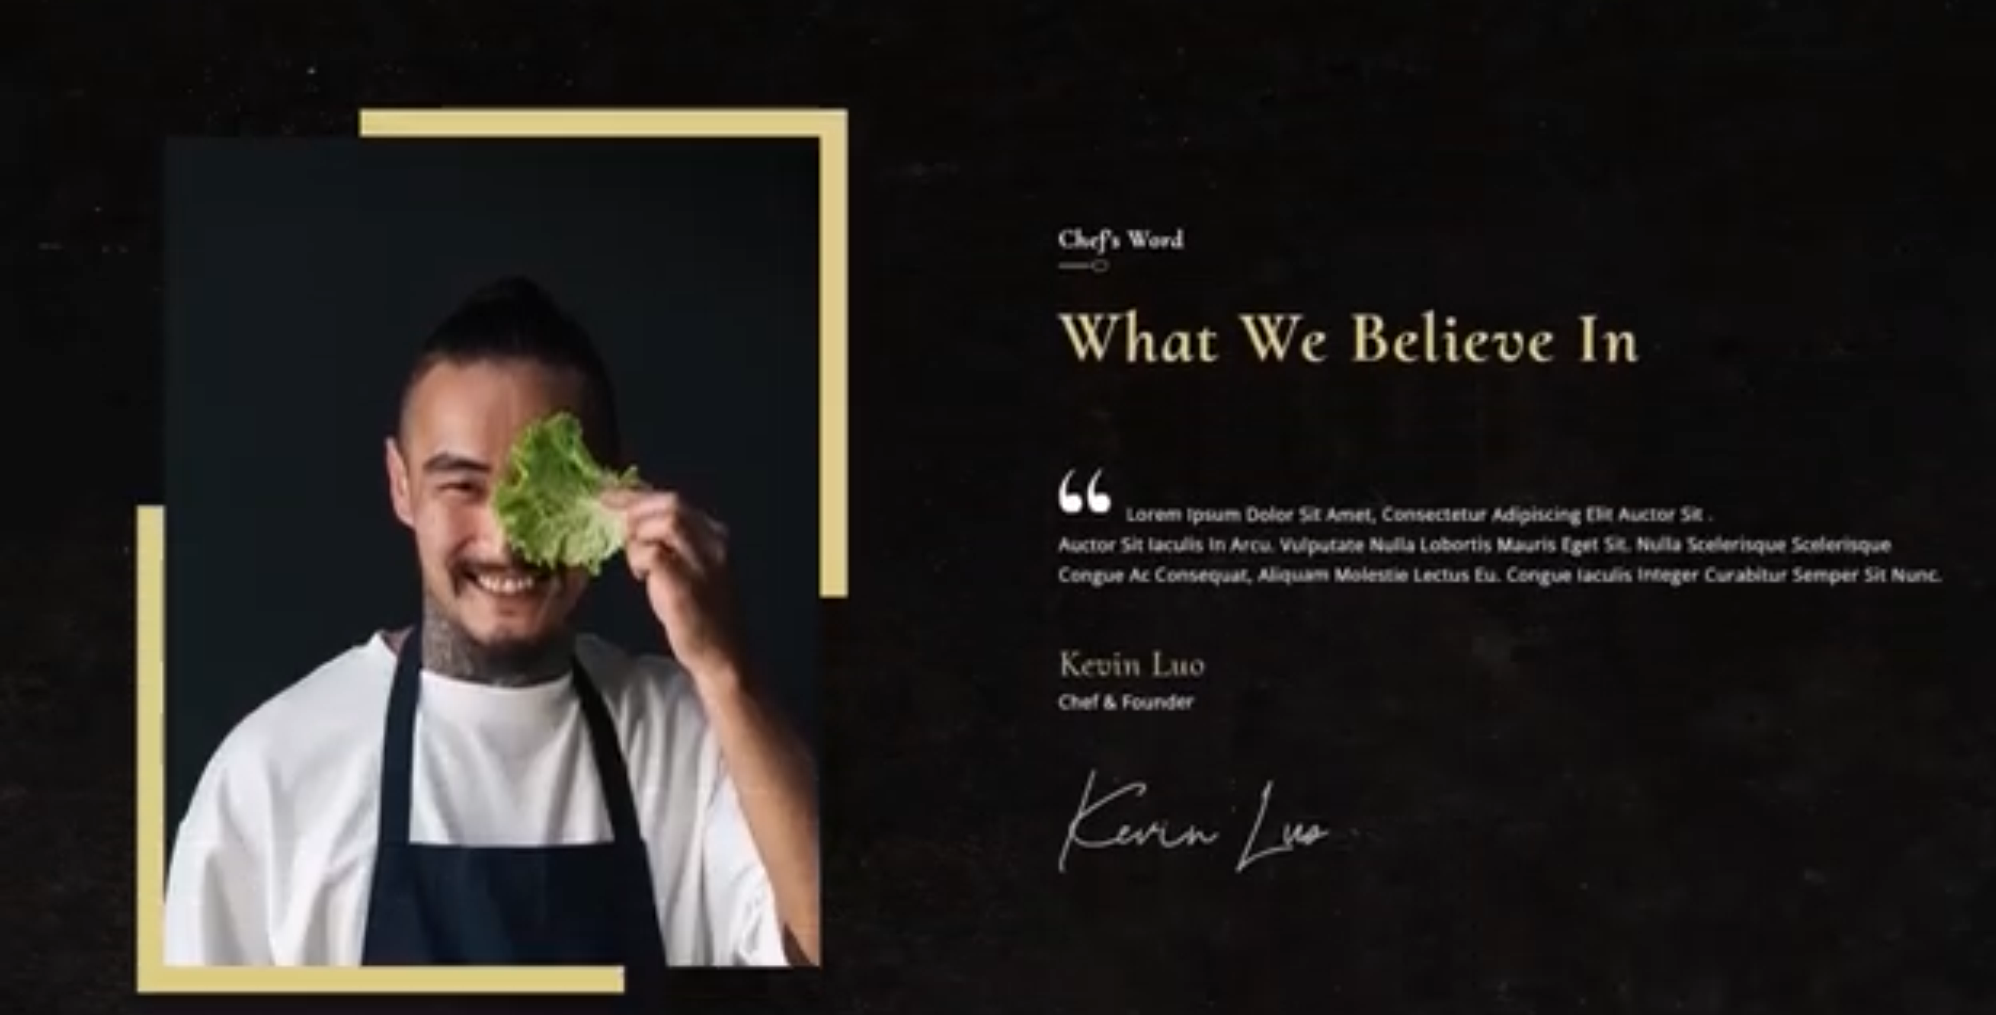 Chef's Word
What We Believe In
“ Lorem Ipsum Dolor Sit Amet, Consectetur Adipiscing Elit Auctor Sit .
Auctor Sit Iaculis In Arcu. Vulputate Nulla Lobortis Mauris Eget Sit. Nulla Scelerisque Scelerisque
Congue Ac Consequat, Aliquam Molestie Lectus Eu. Congue Iaculis Integer Curabitur Semper Sit Nunc.
Kevin Luo
Chef & Founder
Kevin Luo